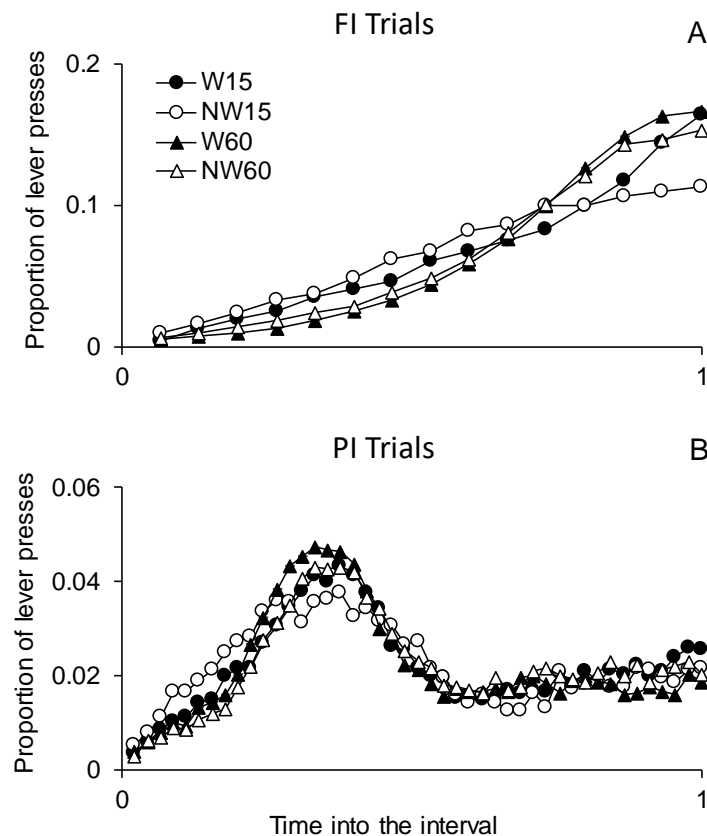 FI Trials
A
Proportion of lever presses
0.2
0.1
0
W15
NW15
W60
NW60
0
1
PI Trials
B
Proportion of lever presses
0.06
0.04
0.02
0
0
1
Time into the interval